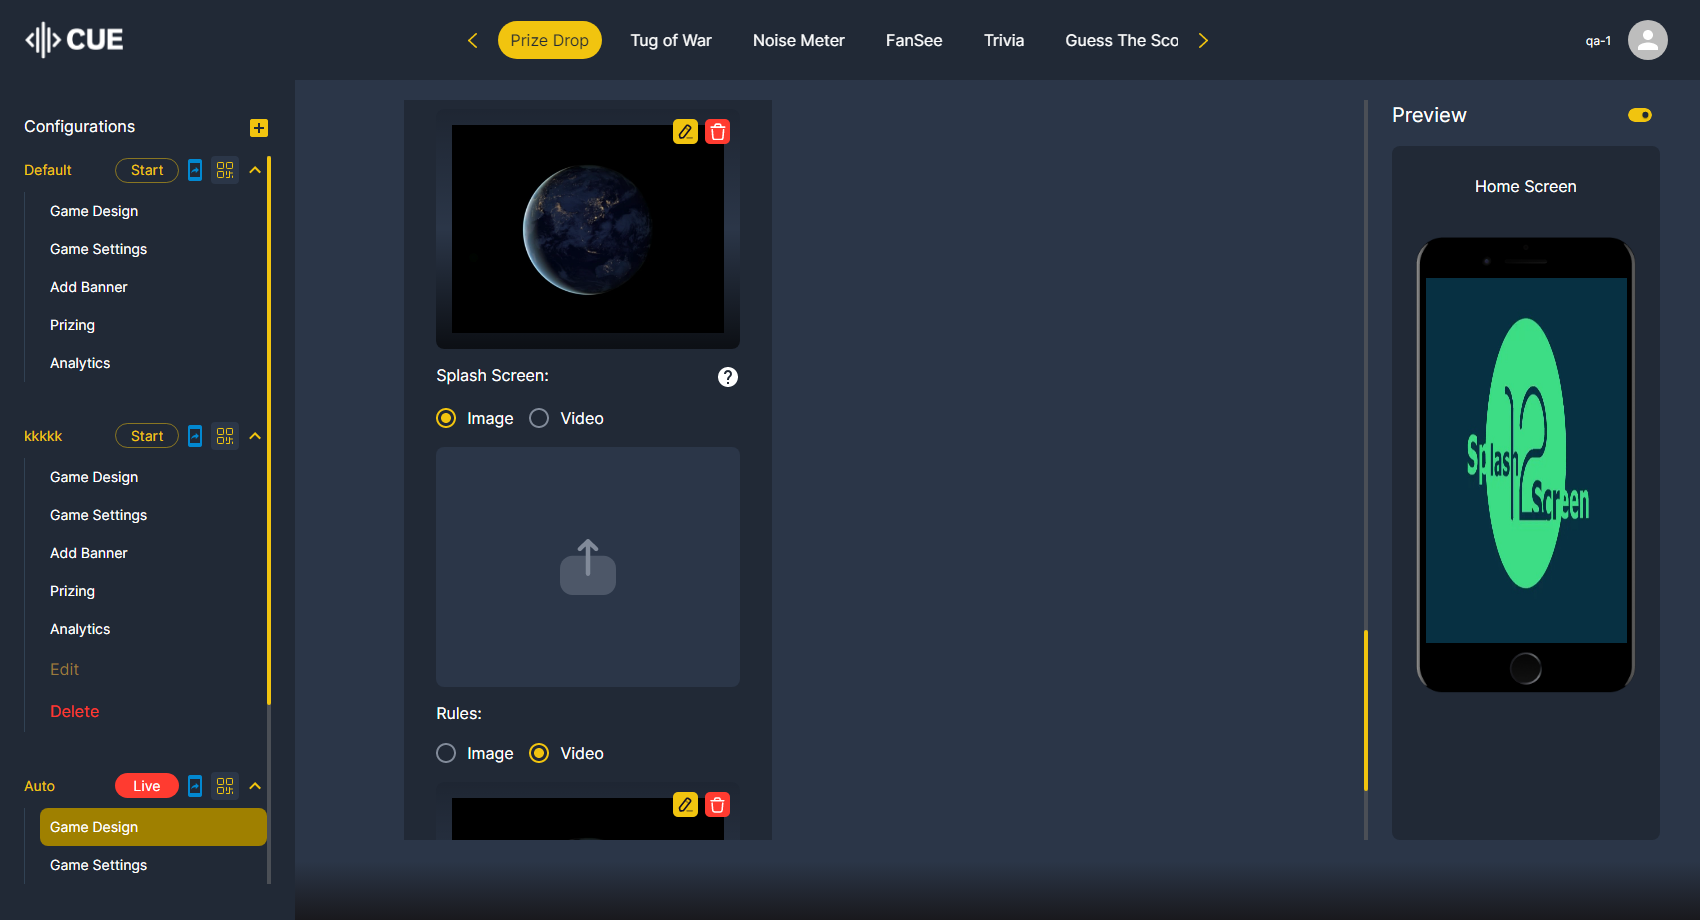 CUE
Prize Drop
Tug of War
Noise Meter
FanSee
Trivia
Guess The Sco
qa-1
Configurations
Default
Start
Game Design
Game Settings
Add Banner
Prizing
Analytics
kkkkk
Start
Game Design
Game Settings
Add Banner
Prizing
Analytics
Edit
Delete
Auto
Live
Game Design
Game Settings
Splash Screen:
?
Image
Video
Rules:
Image
Video
Preview
Home Screen
12
Splash
Screen